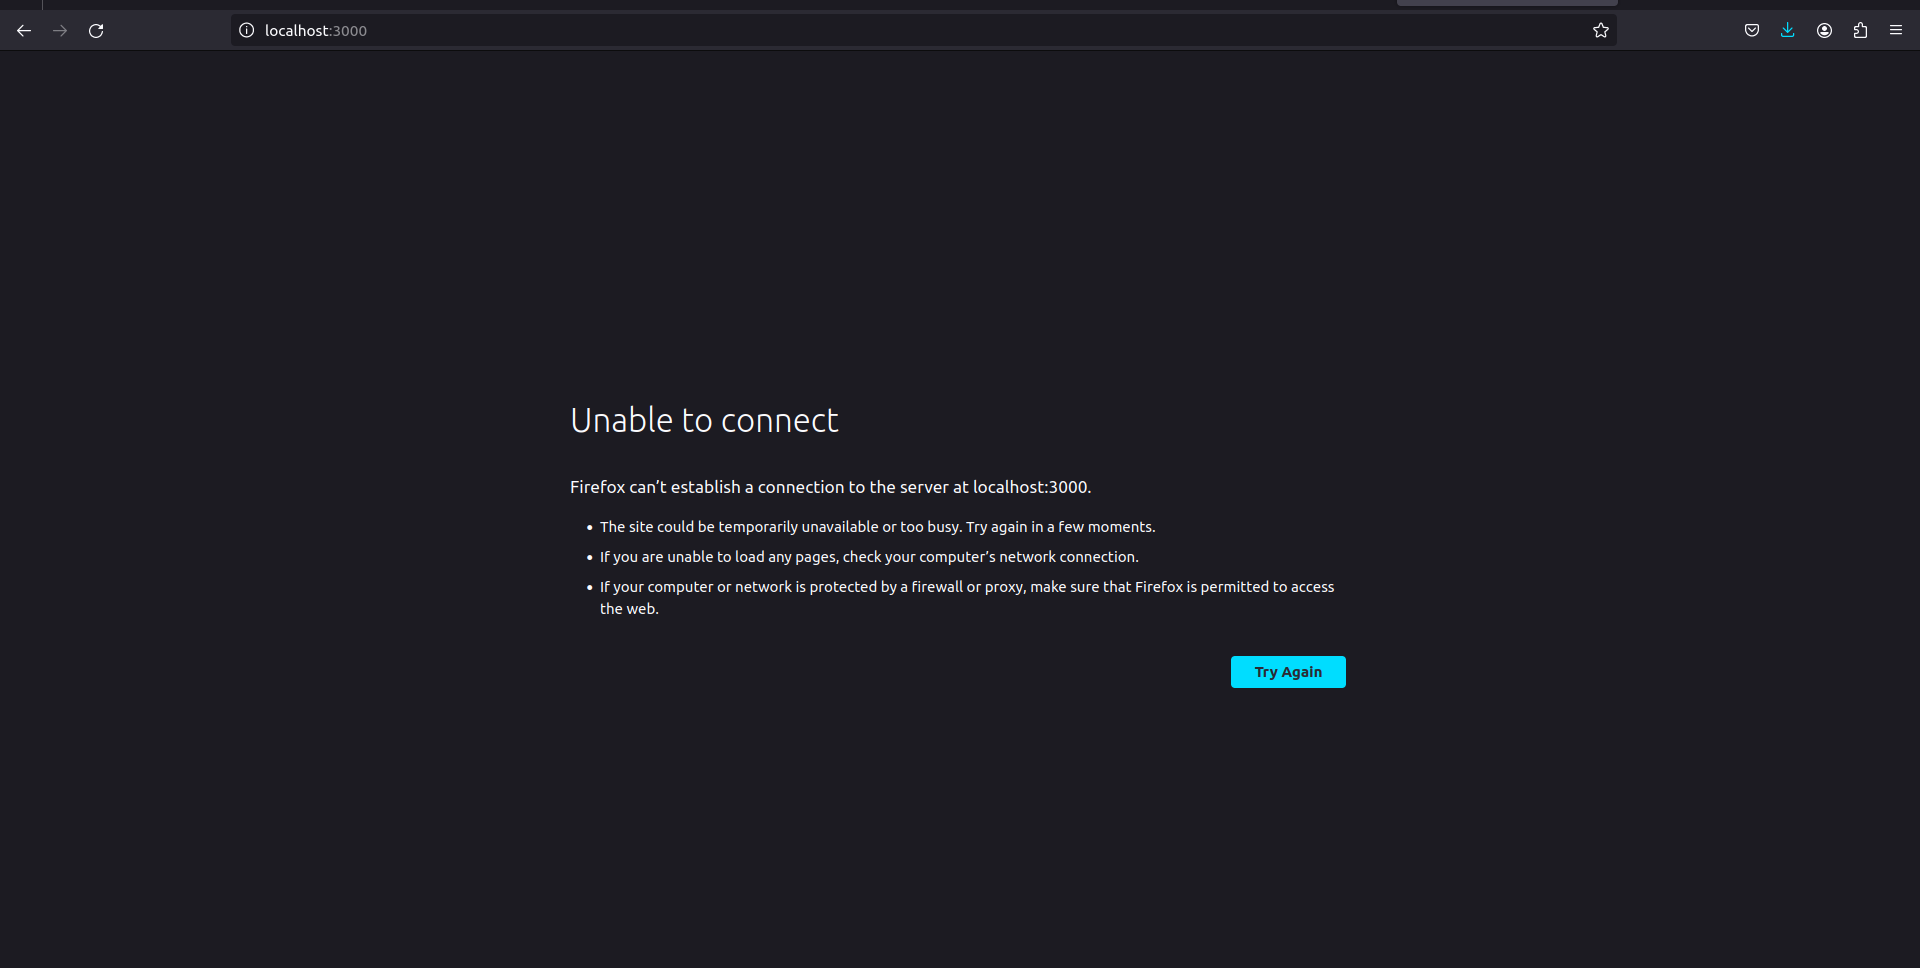 localhost:3000
Unable to connect
Firefox can’t establish a connection to the server at localhost:3000.
• The site could be temporarily unavailable or too busy. Try again in a few moments.
• If you are unable to load any pages, check your computer’s network connection.
• If your computer or network is protected by a firewall or proxy, make sure that Firefox is permitted to access
the web.
Try Again